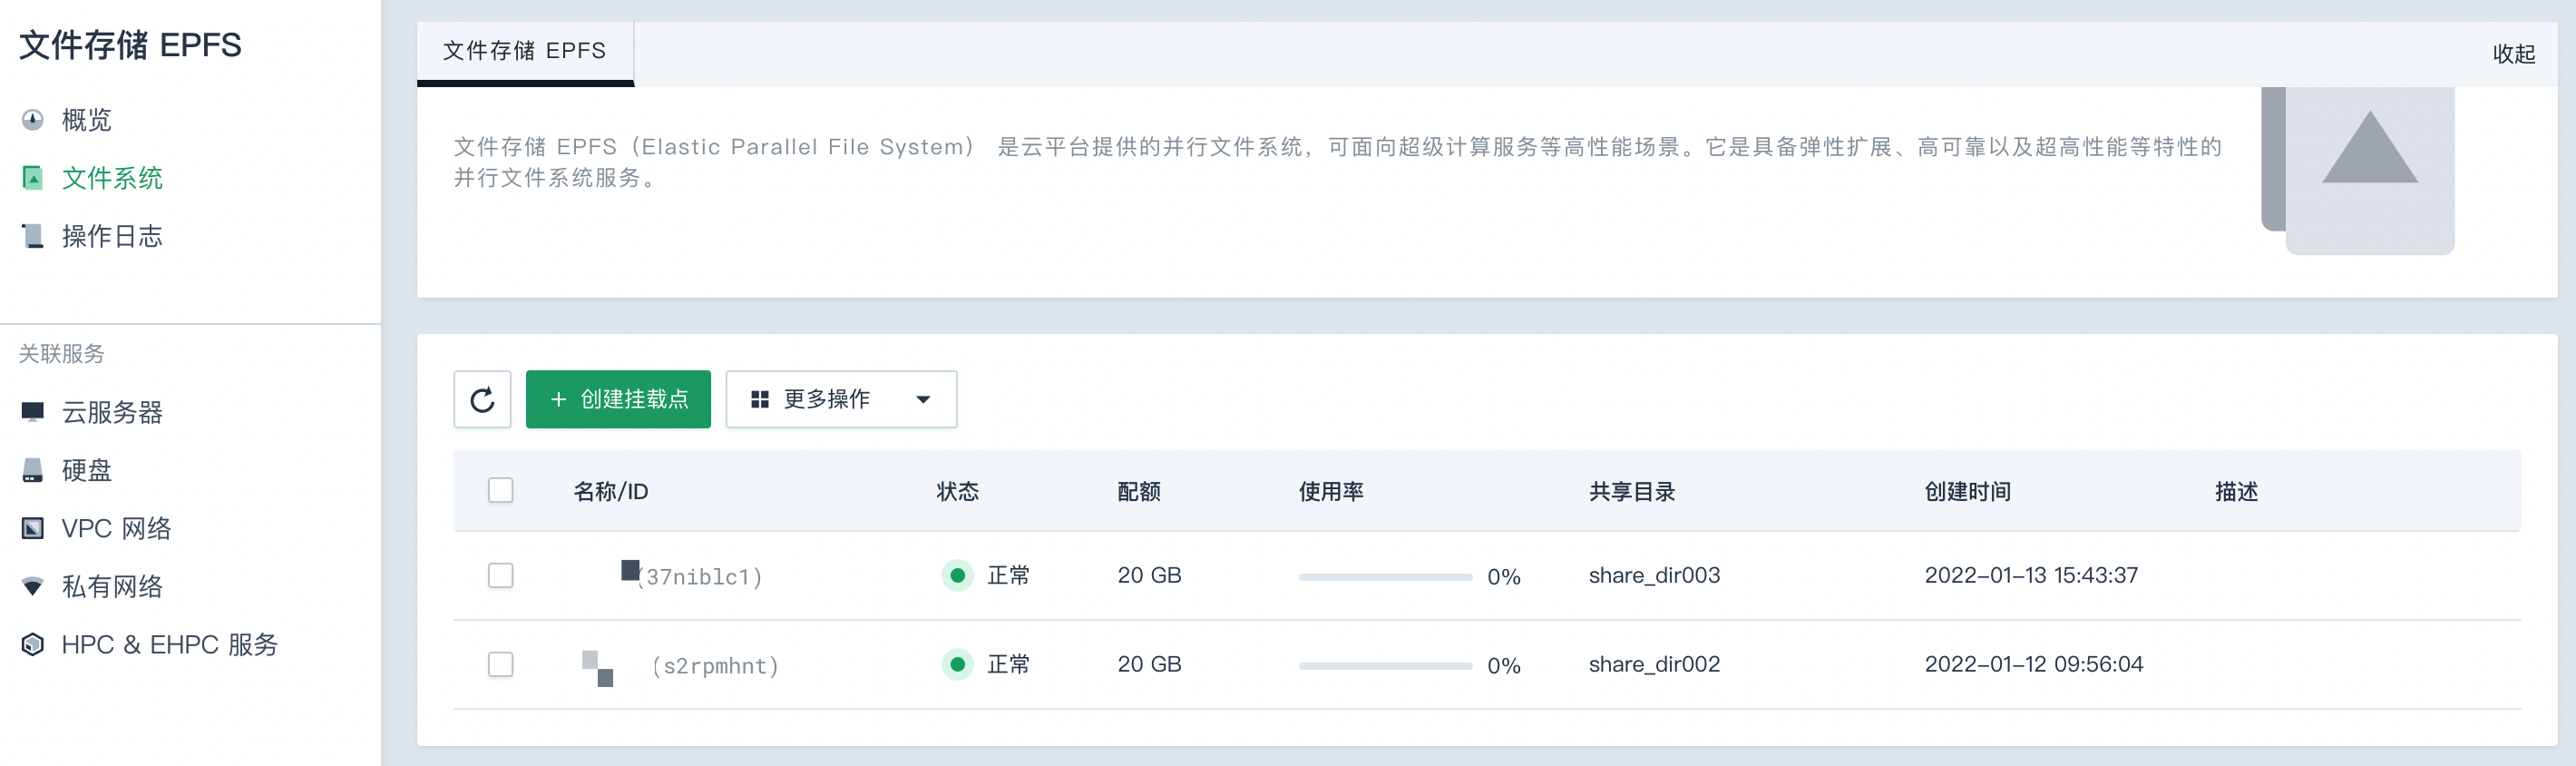 文件存储 EPFS
概览
文件系统
操作日志
关联服务
云服务器
硬盘
VPC 网络
私有网络
HPC & EHPC 服务
文件存储 EPFS
收起
文件存储 EPFS（Elastic Parallel File System） 是云平台提供的并行文件系统，可面向超级计算服务等高性能场景。它是具备弹性扩展、高可靠以及超高性能等特性的
并行文件系统服务。
+ 创建挂载点 更多操作
名称/ID 状态 配额 使用率 共享目录 创建时间 描述
(37niblc1) 正常 20 GB 0% share_dir003 2022-01-13 15:43:37
(s2rpmhnt) 正常 20 GB 0% share_dir002 2022-01-12 09:56:04